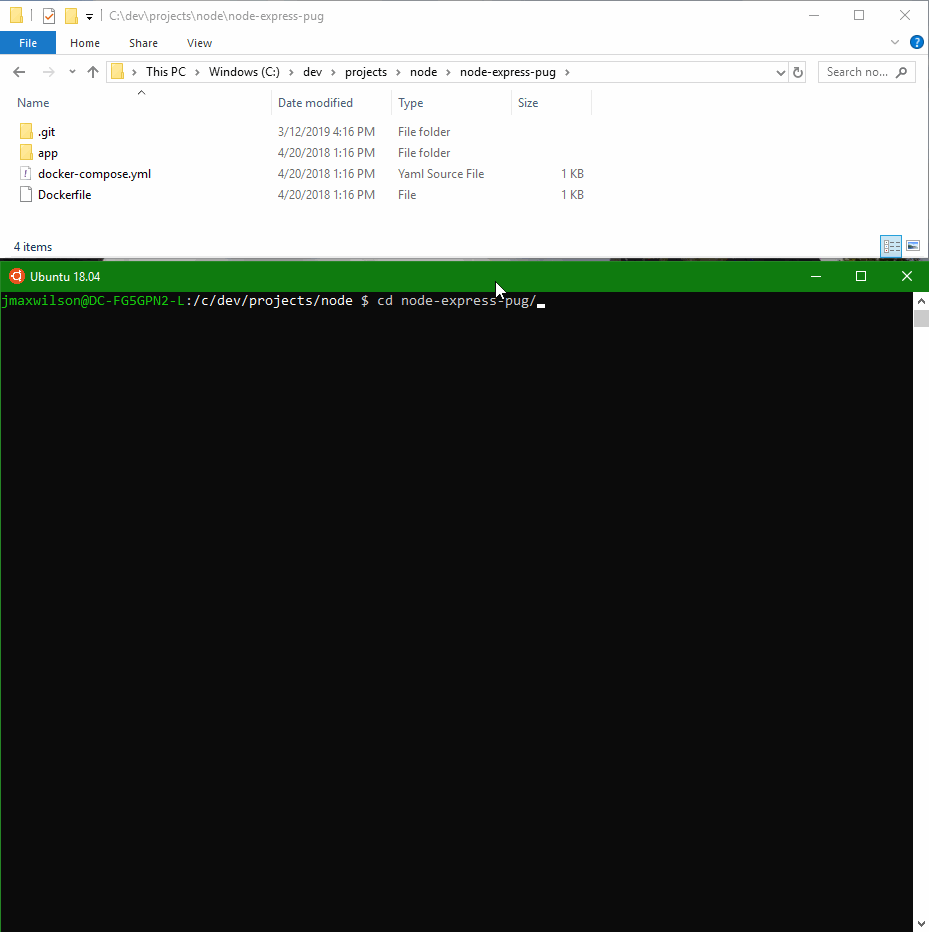 C:\dev\projects\node\node-express-pug
File Home Share View
This PC Windows (C:) dev projects node node-express-pug Search no...
Name Date modified Type Size
.git 3/12/2019 4:16 PM File folder
app 4/20/2018 1:16 PM File folder
docker-compose.yml 4/20/2018 1:16 PM Yaml Source File 1 KB
Dockerfile 4/20/2018 1:16 PM File 1 KB
4 items
Ubuntu 18.04
jmaxwilson@DC-FG5GPN2-L:/c/dev/projects/node $ cd node-express-pug/